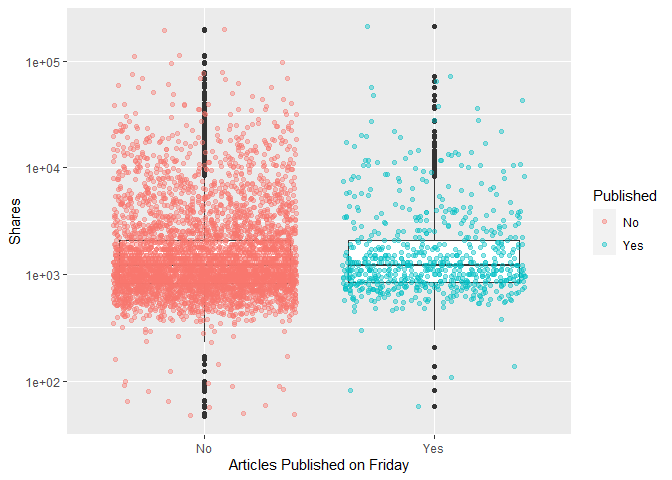 1e+05
1e+04
1e+03
1e+02
Shares
No
Yes
Articles Published on Friday
Published
No
Yes